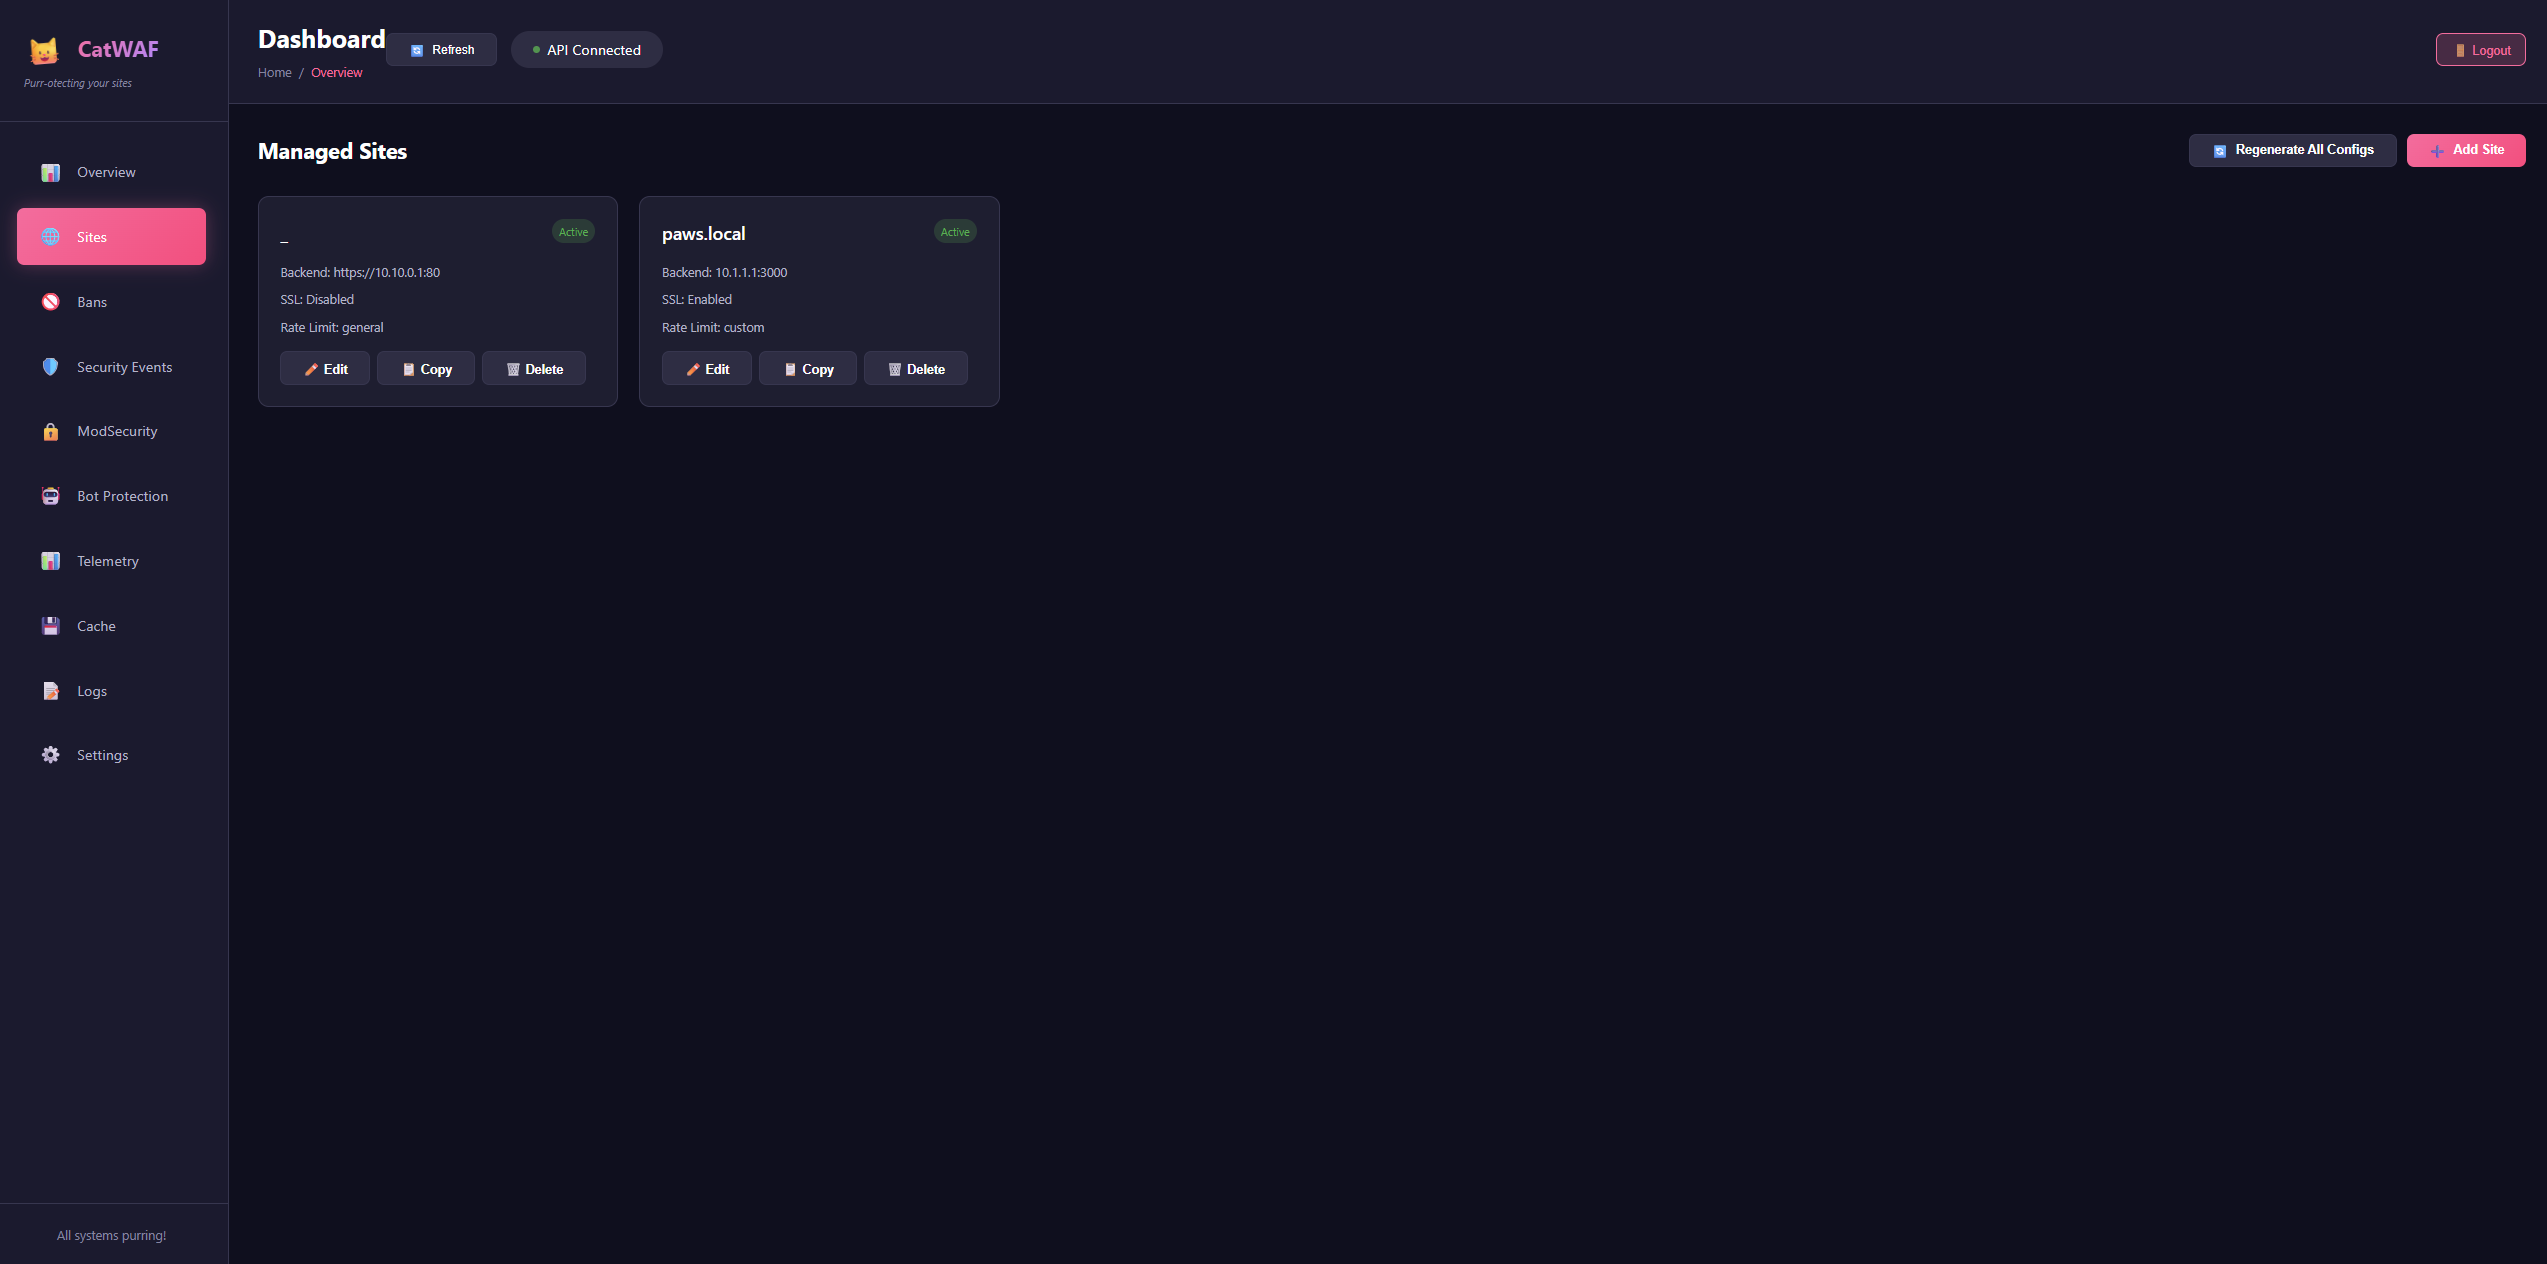 CatWAF
Purr-otecting your sites
Overview
Sites
Bans
Security Events
ModSecurity
Bot Protection
Telemetry
Cache
Logs
Settings
All systems purring!
Dashboard
Home / Overview
Refresh
API Connected
Logout
Managed Sites
Regenerate All Configs
Add Site
_
Active
Backend: https://10.10.0.1:80
SSL: Disabled
Rate Limit: general
Edit Copy Delete
paws.local
Active
Backend: 10.1.1.1:3000
SSL: Enabled
Rate Limit: custom
Edit Copy Delete